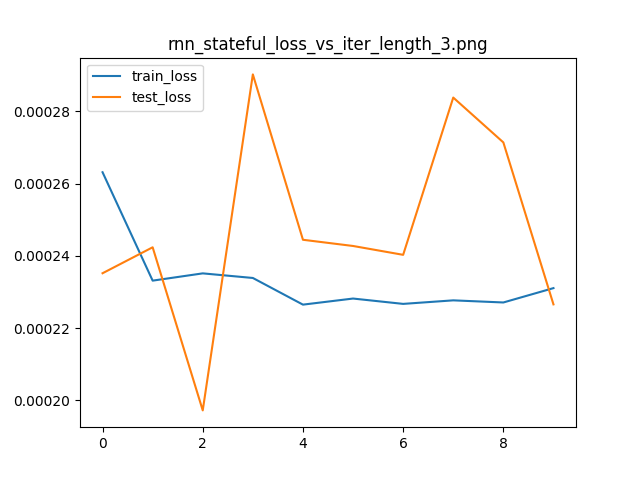 rnn_stateful_loss_vs_iter_length_3.png
train_loss
test_loss
0.00028
0.00026
0.00024
0.00022
0.00020
0 2 4 6 8